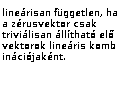 lineárisan független, ha
a zérusvektor csak
triviálisan állítható elő
vektorok lineáris komb
inációjaként.